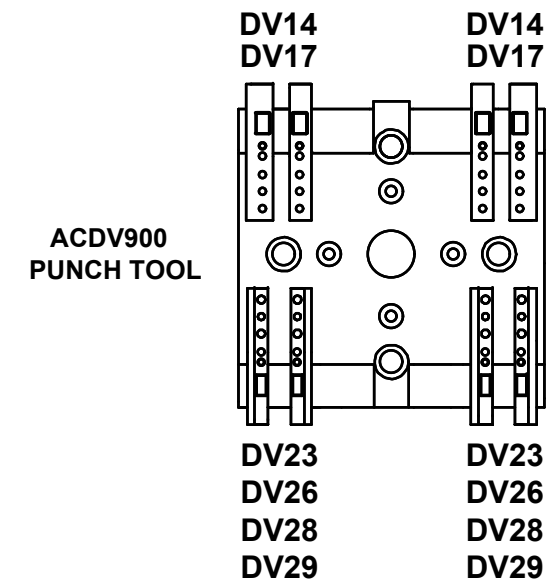 DV14 DV14
DV17 DV17
ACDV900
PUNCH TOOL
DV23 DV23
DV26 DV26
DV28 DV28
DV29 DV29